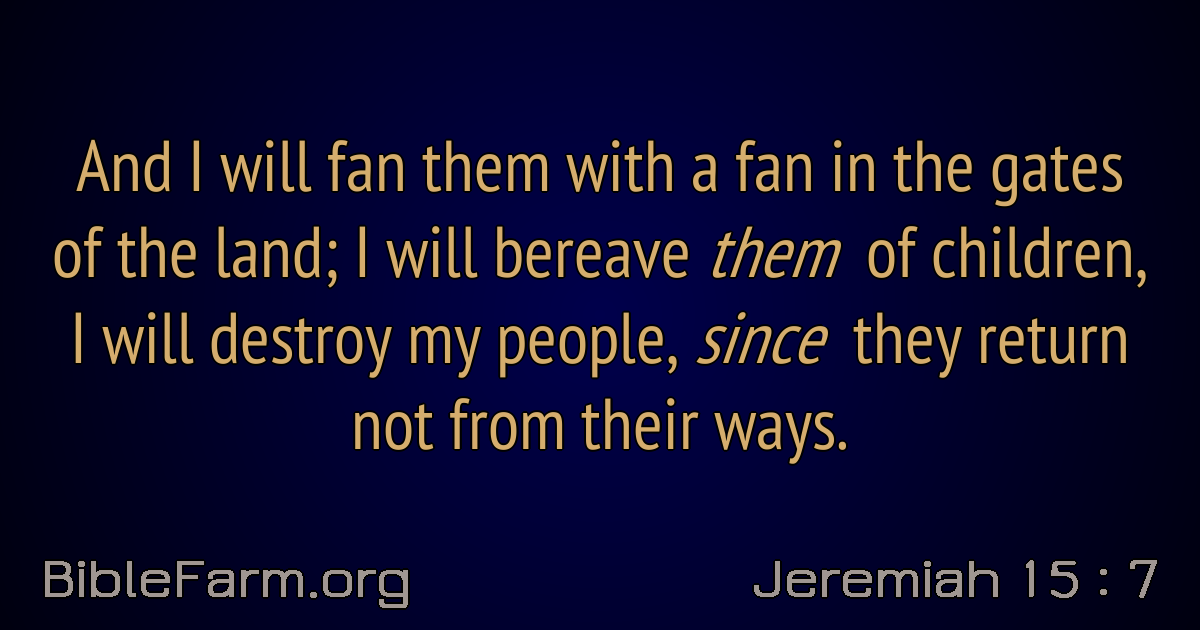 And I will fan them with a fan in the gates
of the land; I will bereave them of children,
I will destroy my people, since they return
not from their ways.
BibleFarm.org
Jeremiah 15 : 7